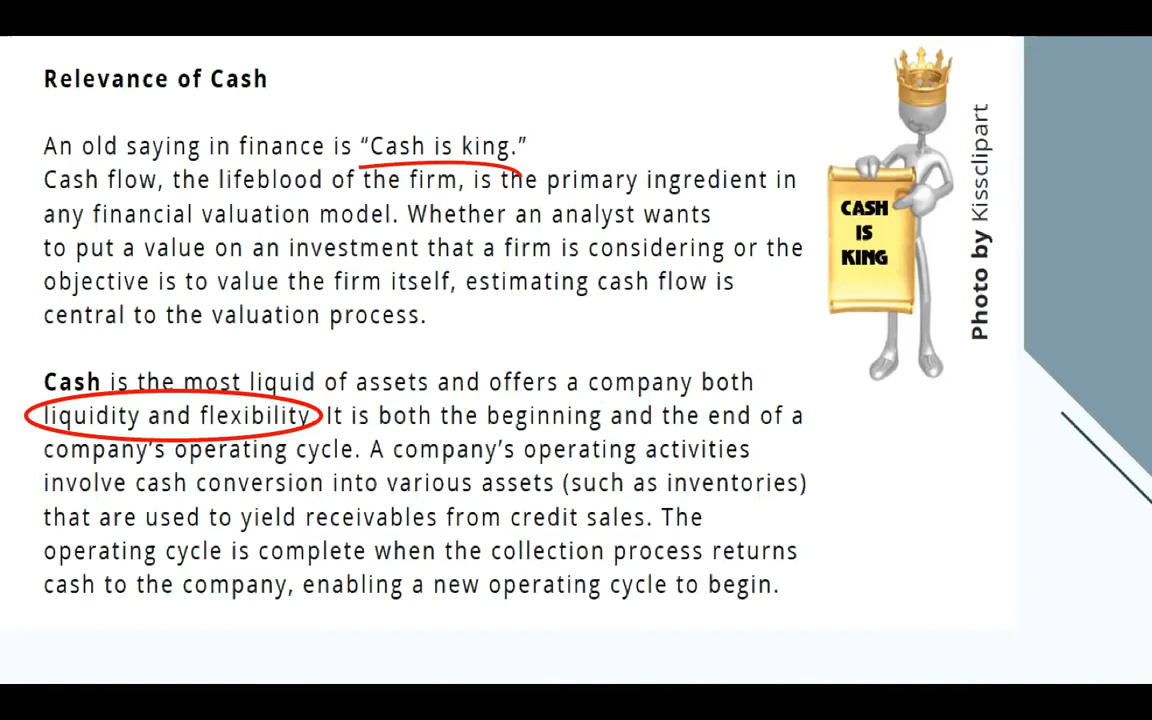 Relevance of Cash
An old saying in finance is “Cash is king.”
Cash flow, the lifeblood of the firm, is the primary ingredient in
any financial valuation model. Whether an analyst wants
to put a value on an investment that a firm is considering or the
objective is to value the firm itself, estimating cash flow is
central to the valuation process.
Cash is the most liquid of assets and offers a company both
liquidity and flexibility. It is both the beginning and the end of a
company’s operating cycle. A company’s operating activities
involve cash conversion into various assets (such as inventories)
that are used to yield receivables from credit sales. The
operating cycle is complete when the collection process returns
cash to the company, enabling a new operating cycle to begin.
CASH
IS
KING
Photo by Kissclipart